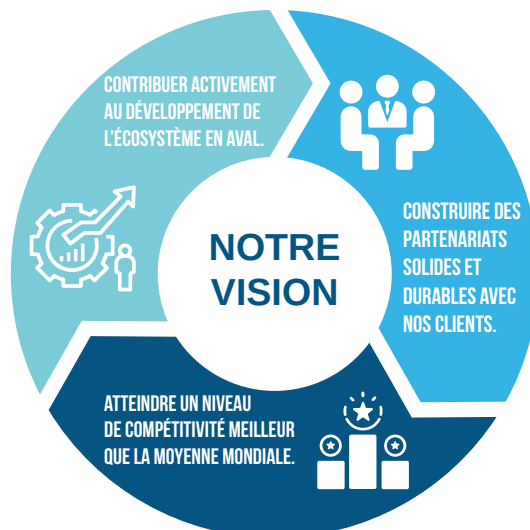 CONTRIBUER ACTIVEMENT
AU DÉVELOPPEMENT DE
L'ÉCOSYSTÈME EN AVAL.
CONSTRUIRE DES
PARTENARIATS
SOLIDES ET
DURABLES AVEC
NOS CLIENTS.
NOTRE
VISION
ATTEINDRE UN NIVEAU
DE COMPÉTITIVITÉ MEILLEUR
QUE LA MOYENNE MONDIALE.